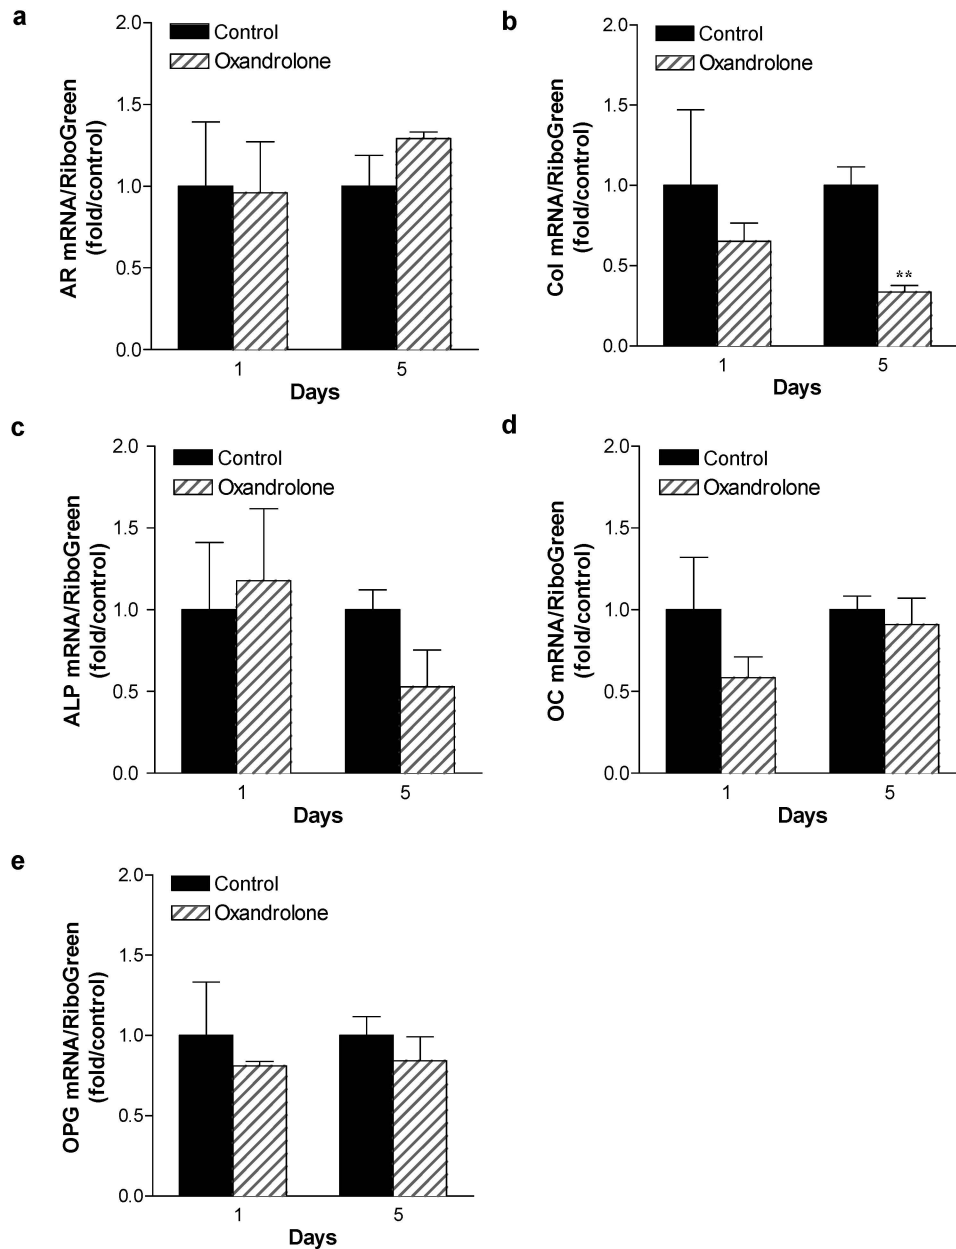 a
AR mRNA/RiboGreen
(fold/control)
2.0
1.5
1.0
0.5
0.0
Control
Oxandrolone
1
5
Days
b
Col mRNA/RiboGreen
(fold/control)
2.0
1.5
1.0
0.5
0.0
Control
Oxandrolone
**
1
5
Days
c
ALP mRNA/RiboGreen
(fold/control)
2.0
1.5
1.0
0.5
0.0
Control
Oxandrolone
1
5
Days
d
OC mRNA/RiboGreen
(fold/control)
2.0
1.5
1.0
0.5
0.0
Control
Oxandrolone
1
5
Days
e
OPG mRNA/RiboGreen
(fold/control)
2.0
1.5
1.0
0.5
0.0
Control
Oxandrolone
1
5
Days